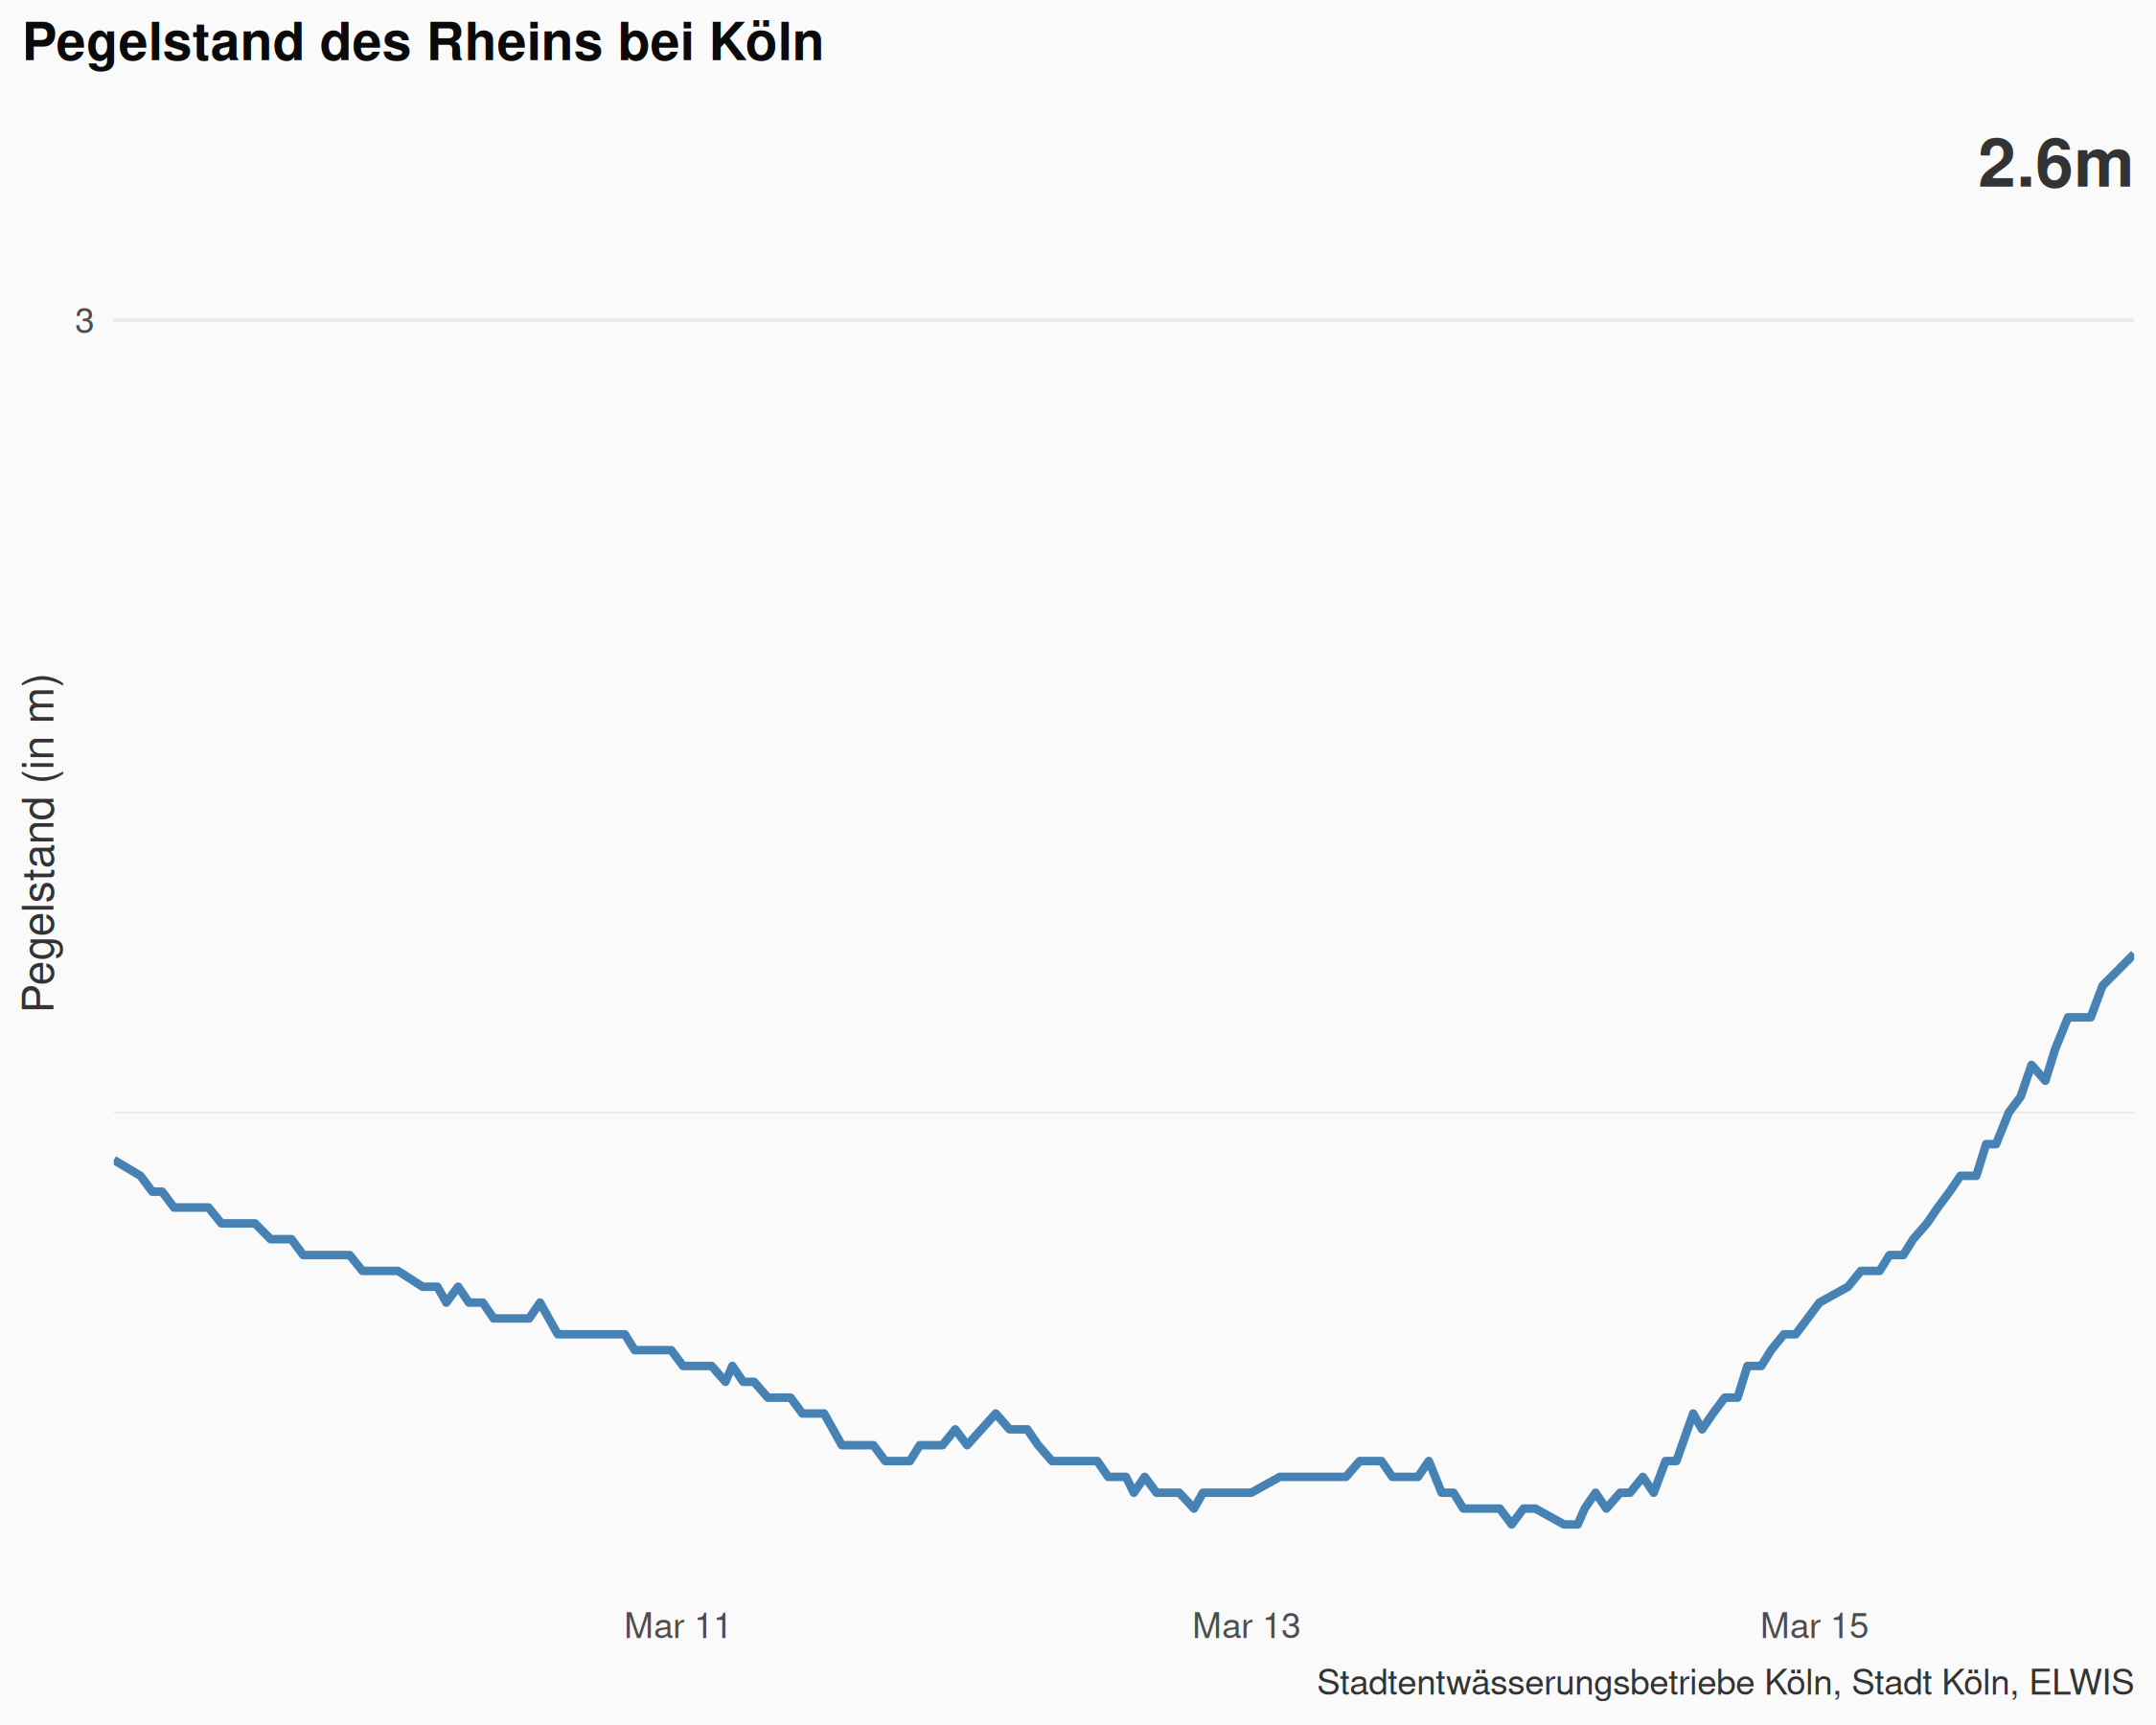 Pegelstand des Rheins bei Köln
2.6m
3
Pegelstand (in m)
Mar 11
Mar 13
Mar 15
Stadtentwässerungsbetriebe Köln, Stadt Köln, ELWIS